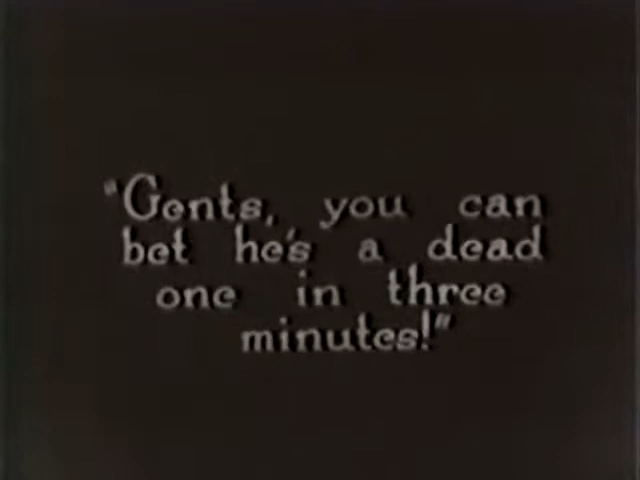 "Gents, you can
bet he's a dead
one in three
minutes!"